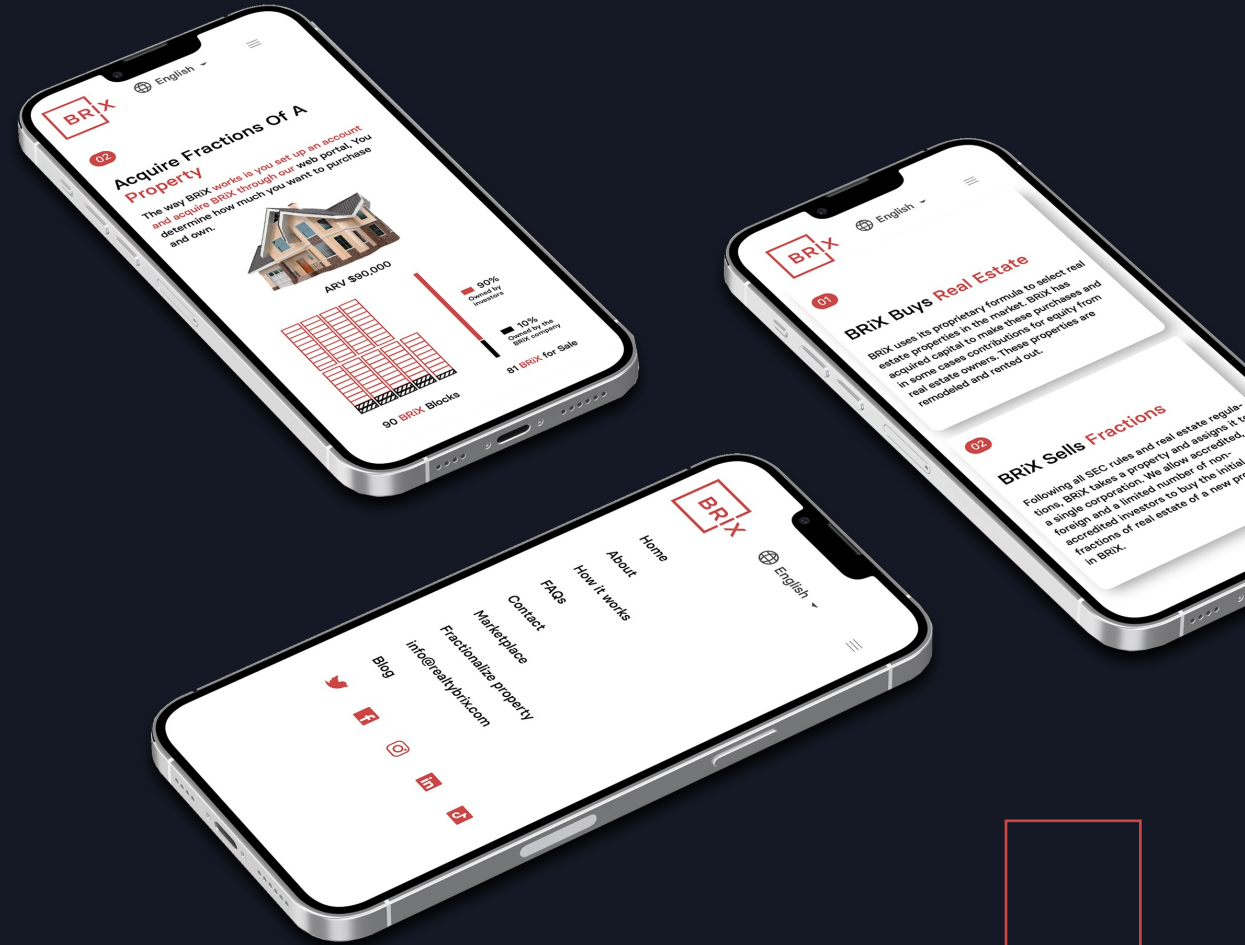 BRiX
English
02
Acquire Fractions Of A
Property
The way BRiX works is you set up an account
and acquire BRiX through our web portal, You
determine how much you want to purchase
and own.
ARV $90,000
90%
Owned by
investors
10%
Owned by the
BRiX company
81 BRiX for Sale
90 BRiX Blocks
BRiX
English
01
BRiX Buys Real Estate
BRiX uses its proprietary formula to select real
estate properties in the market. BRiX has
acquired capital to make these purchases and
in some cases contributions for equity from
real estate owners. These properties are
remodeled and rented out.
02
BRiX Sells Fractions
Following all SEC rules and real estate regula-
tions, BRiX takes a property and assigns it to
a single corporation. We allow accredited,
foreign and a limited number of non-
accredited investors to buy the initial
fractions of real estate of a new
in BRiX.
BRiX
English
Home
About
How it works
FAQs
Contact
Marketplace
Fractionalize property
info@realtybrix.com
Blog